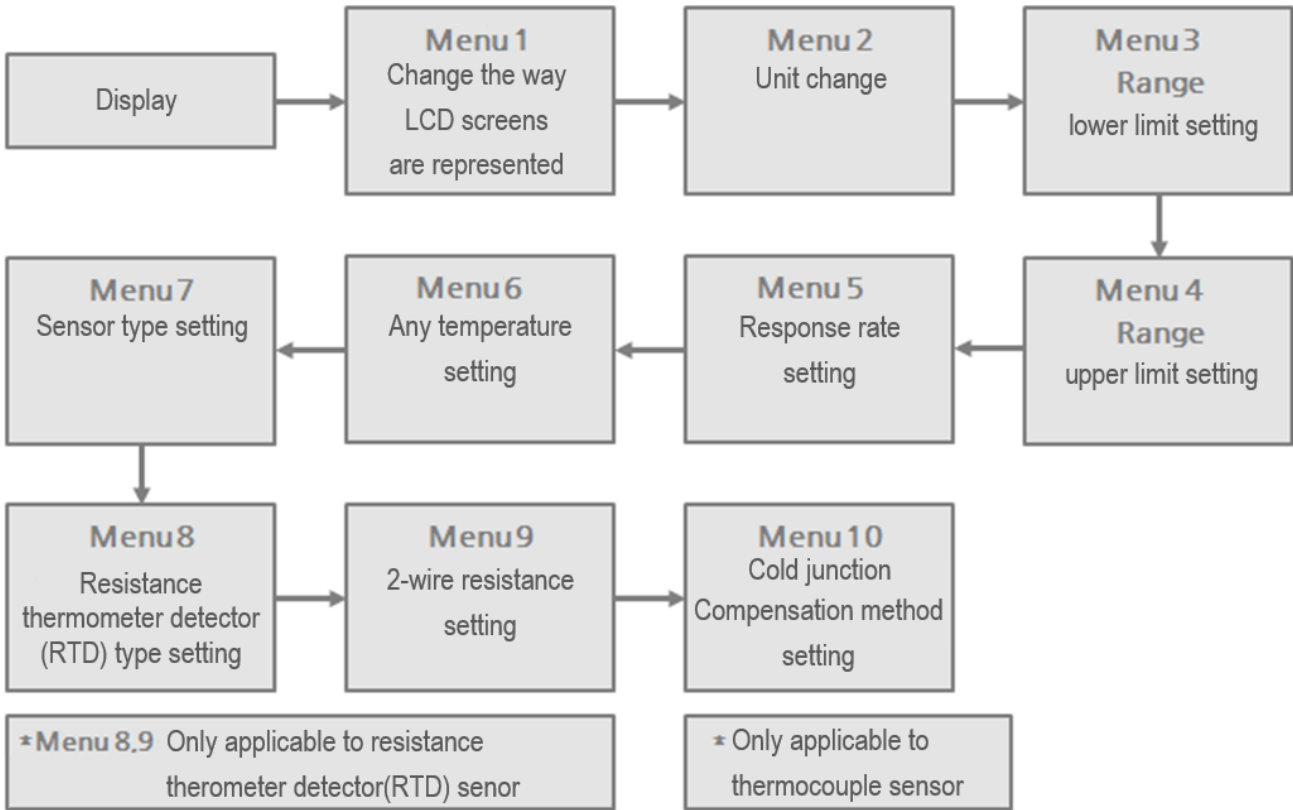 Display
Menu 1
Change the way
LCD screens
are represented
Menu 2
Unit change
Menu 3
Range
lower limit setting
Menu 4
Range
upper limit setting
Menu 5
Response rate
setting
Menu 6
Any temperature
setting
Menu 7
Sensor type setting
Menu 8
Resistance
thermometer detector
(RTD) type setting
Menu 9
2-wire resistance
setting
Menu 10
Cold junction
Compensation method
setting
*Menu 8,9 Only applicable to resistance
therometer detector(RTD) senor
* Only applicable to
thermocouple sensor